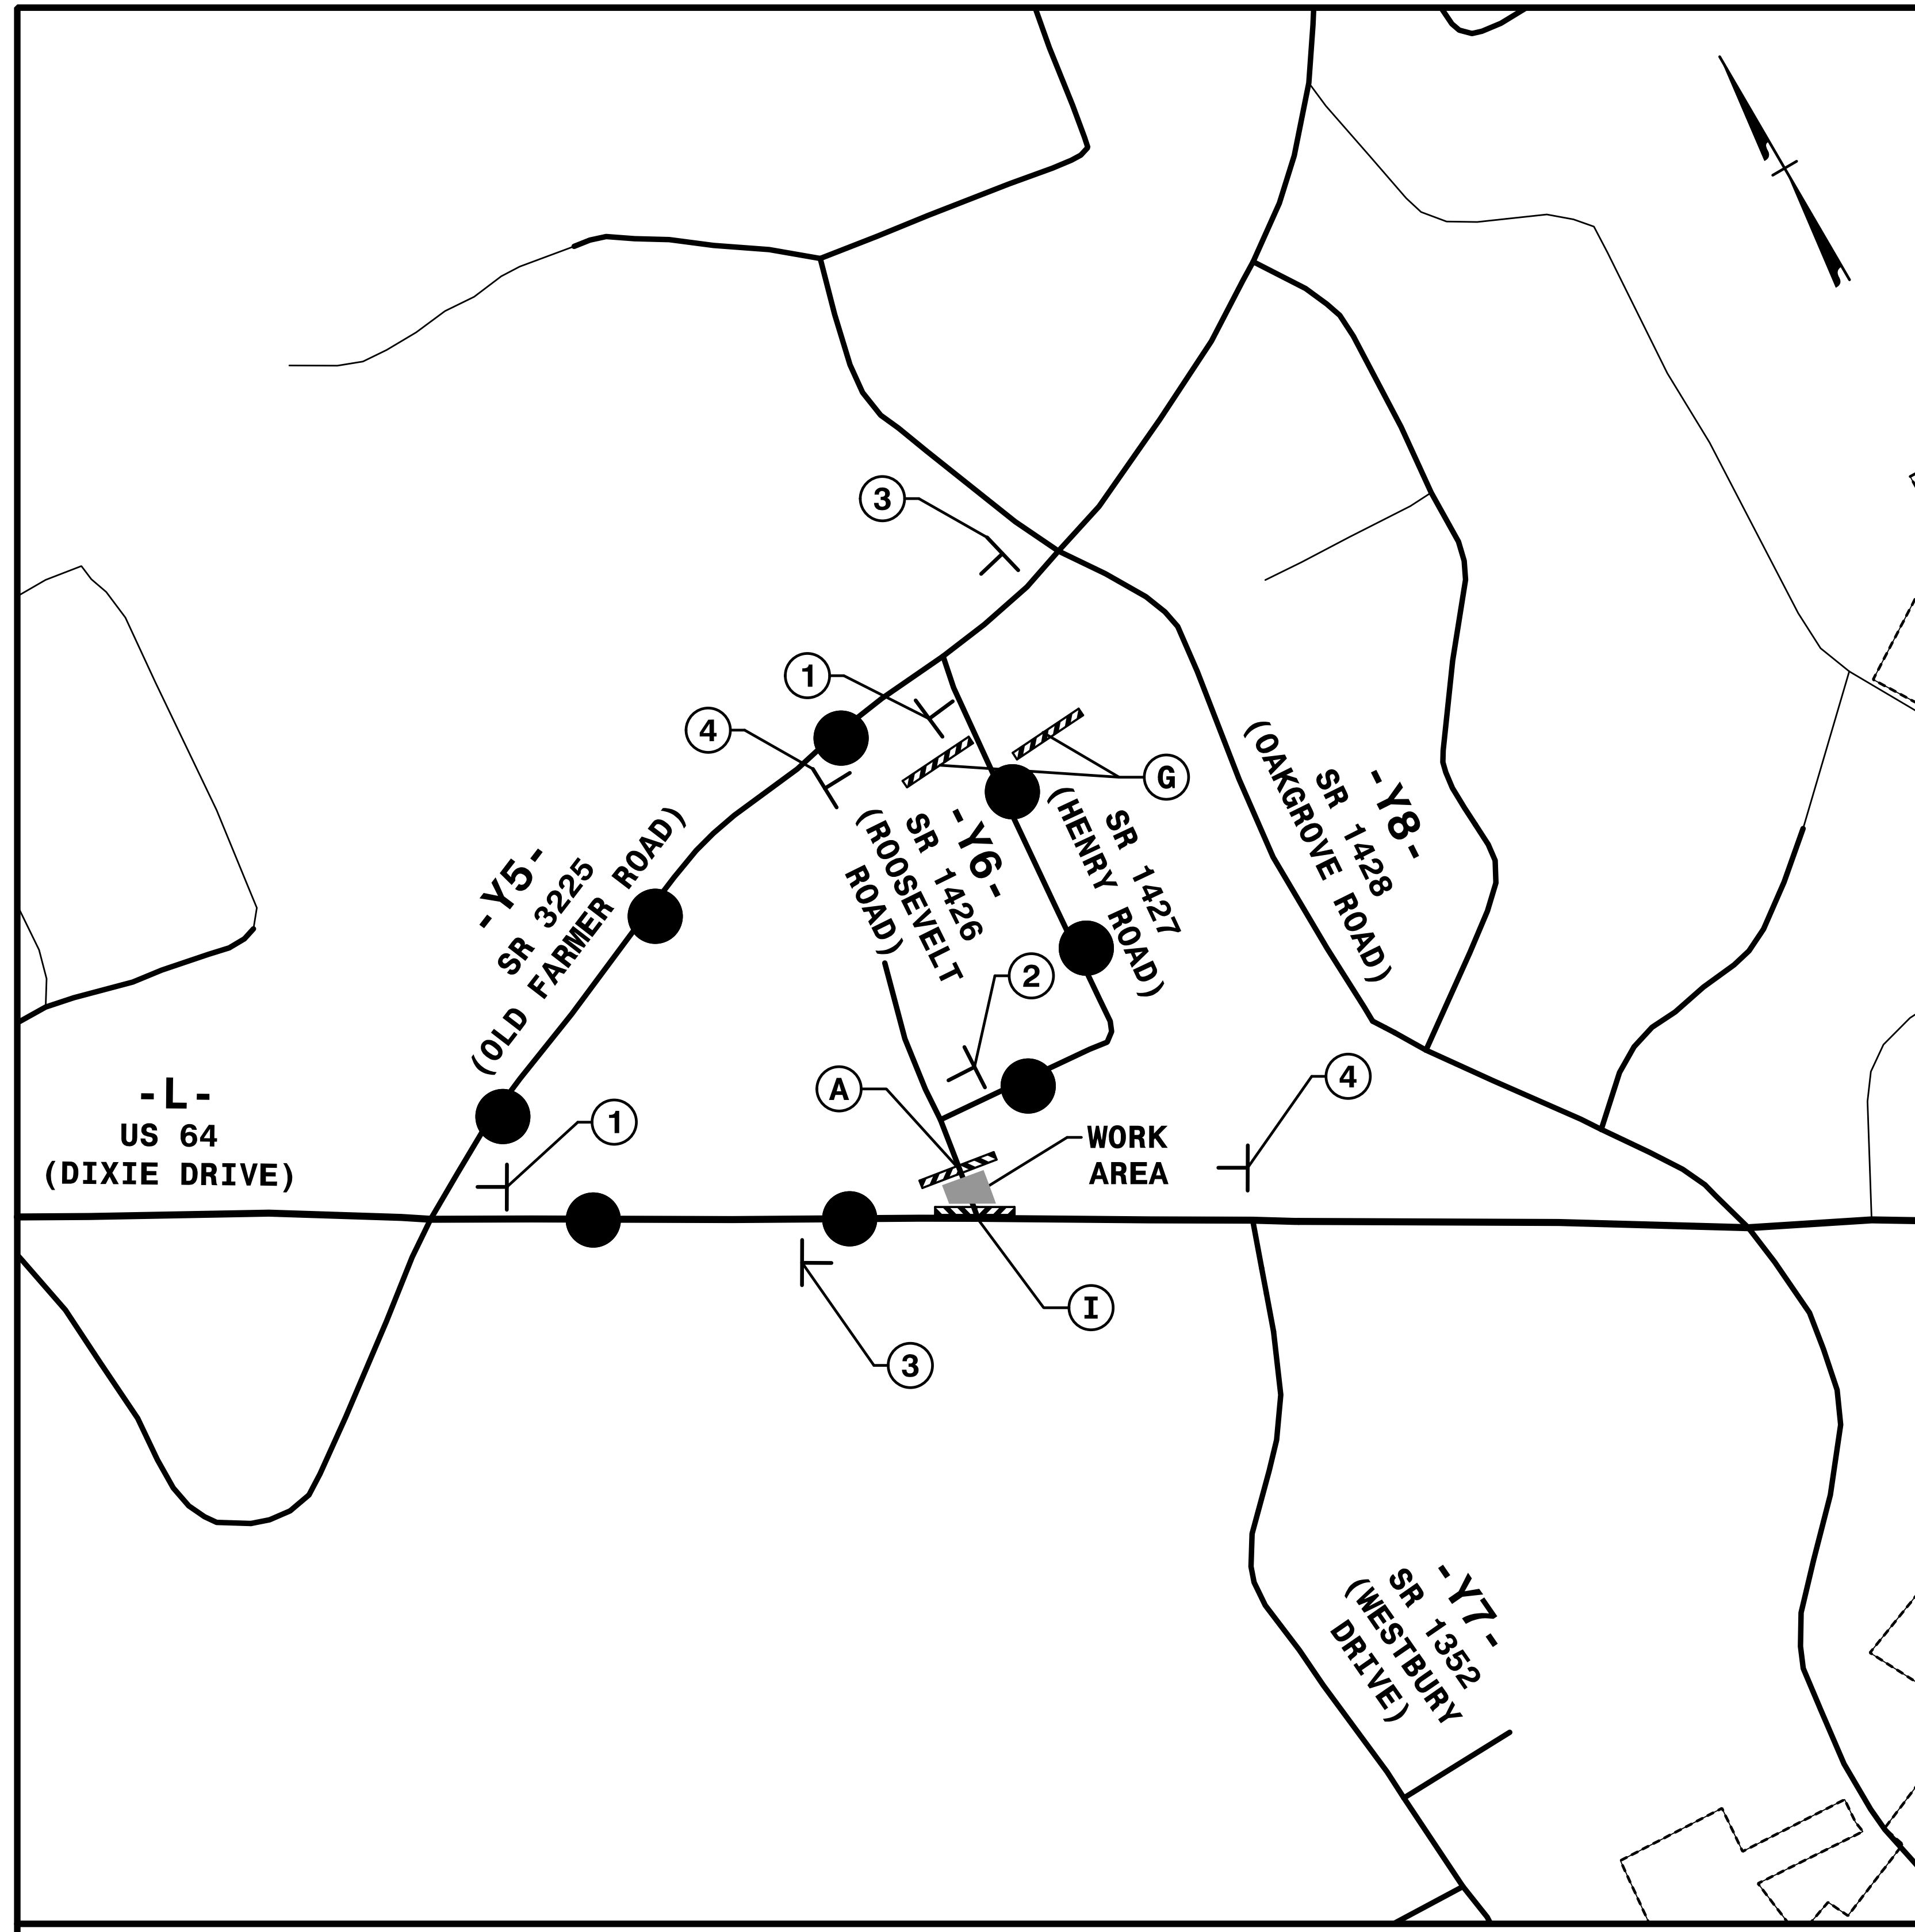 3
1
4
G
-Y5-
SR 3225
(OLD FARMER ROAD)
-Y6-
SR 1426
(ROOSEVELT
ROAD)
SR 1427
(HENRY ROAD)
-Y8-
SR 1428
(OAKGROVE ROAD)
2
A
4
-L-
US 64
(DIXIE DRIVE)
1
WORK
AREA
I
3
-Y7-
SR 1352
(WESTBURY
DRIVE)